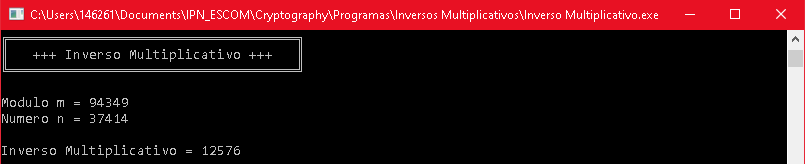 C:\Users\146261\Documents\IPN_ESCOM\Cryptography\Programas\Inversos Multiplicativos\Inverso Multiplicativo.exe
+++ Inverso Multiplicativo +++
Modulo m = 94349
Numero n = 37414
Inverso Multiplicativo = 12576